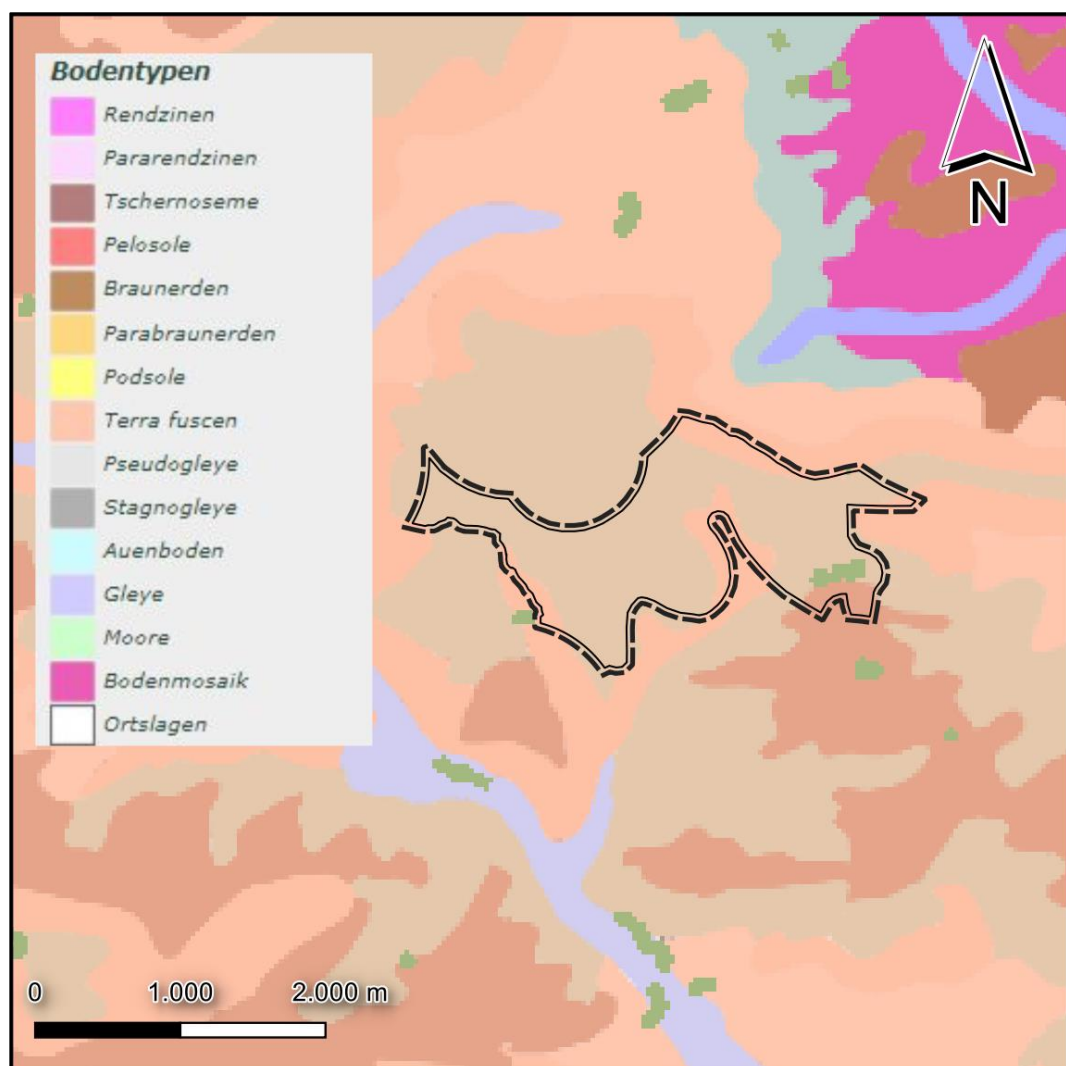 Bodentypen
Rendzinen
Pararendzinen
Tschernoseme
Pelosole
Braunerden
Parabraunerden
Podsole
Terra fuscen
Pseudogleye
Stagnogleye
Auenboden
Gleye
Moore
Bodenmosaik
Ortslagen
N
0 1.000 2.000 m